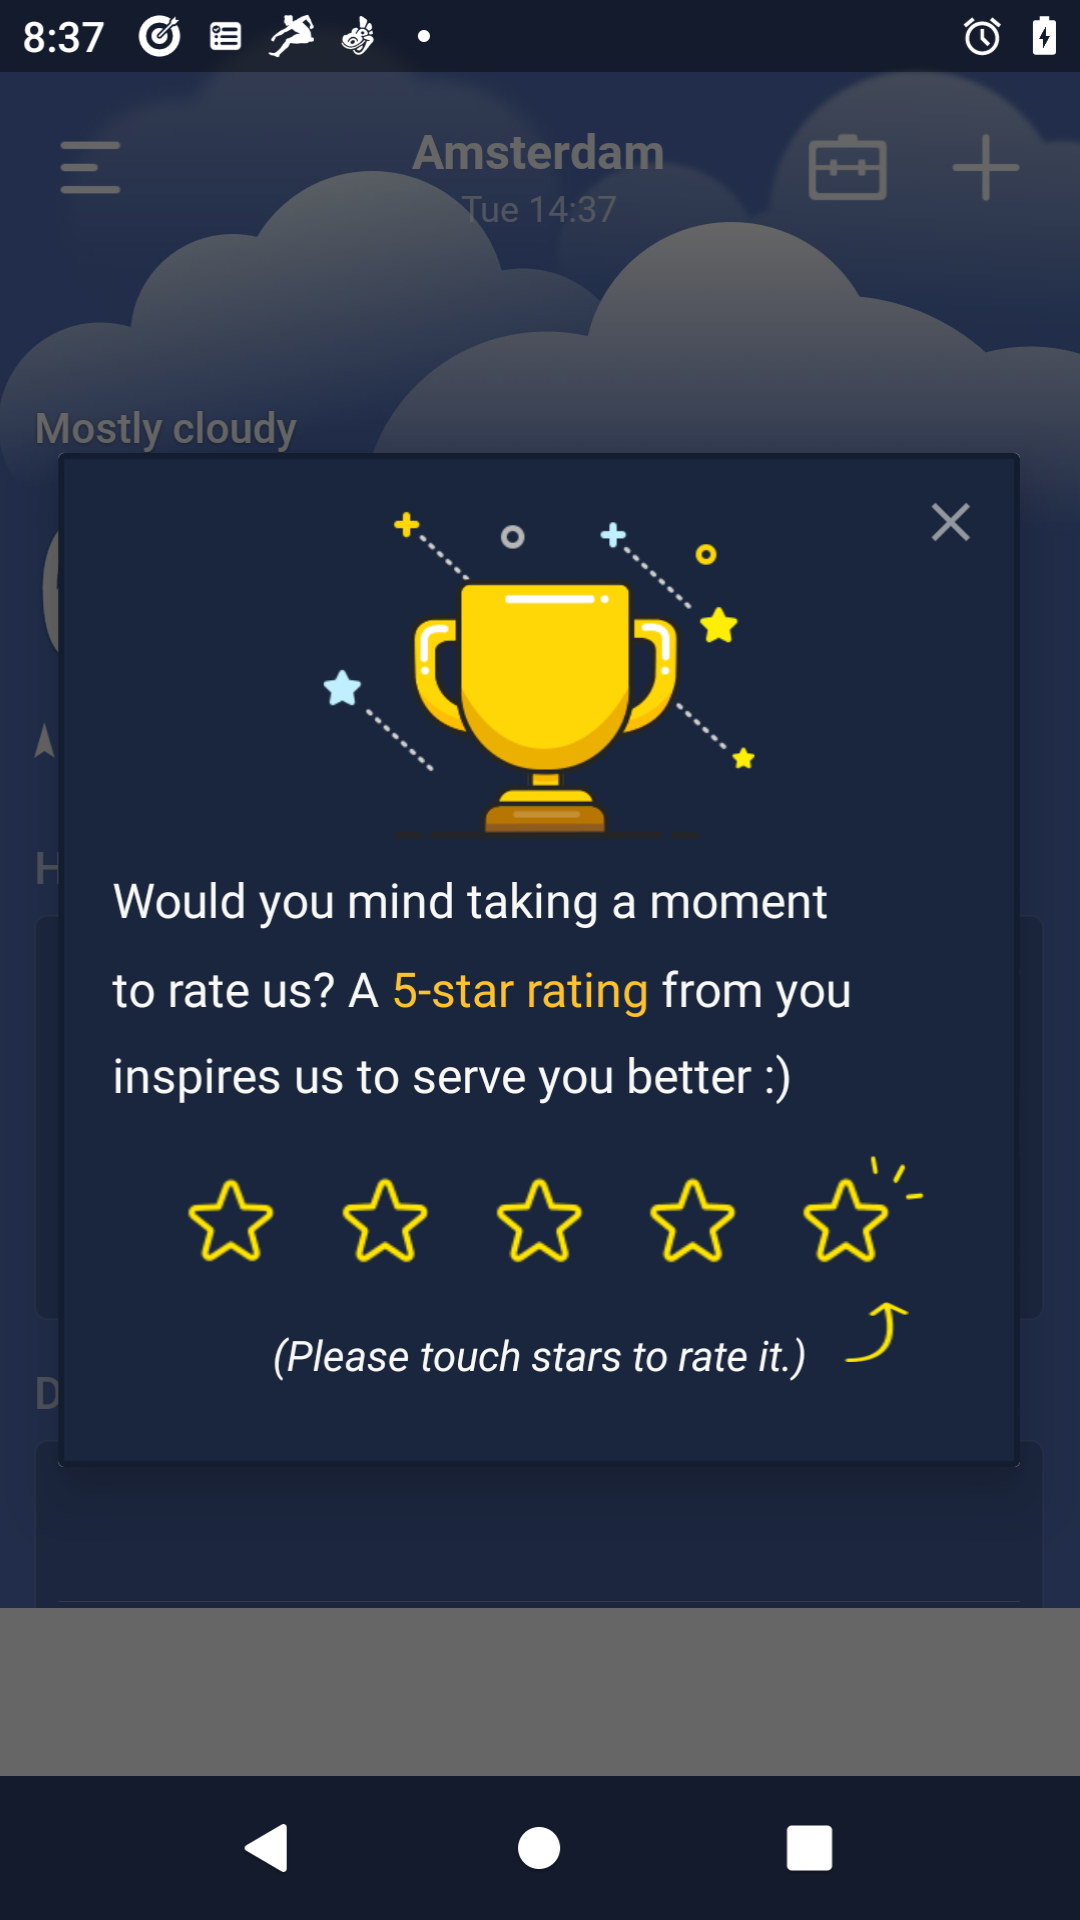 8:37
Amsterdam
Tue 14:37
Mostly cloudy
Would you mind taking a moment
to rate us? A 5-star rating from you
inspires us to serve you better :)
(Please touch stars to rate it.)